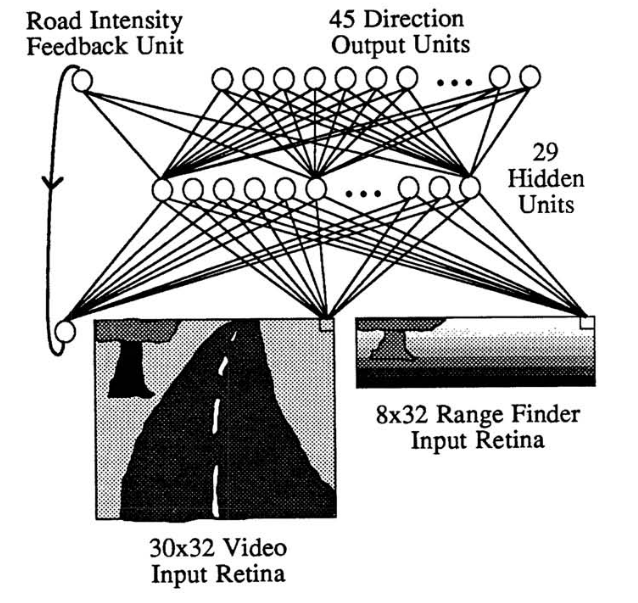 Road Intensity
Feedback Unit
45 Direction
Output Units
29
Hidden
Units
8x32 Range Finder
Input Retina
30x32 Video
Input Retina